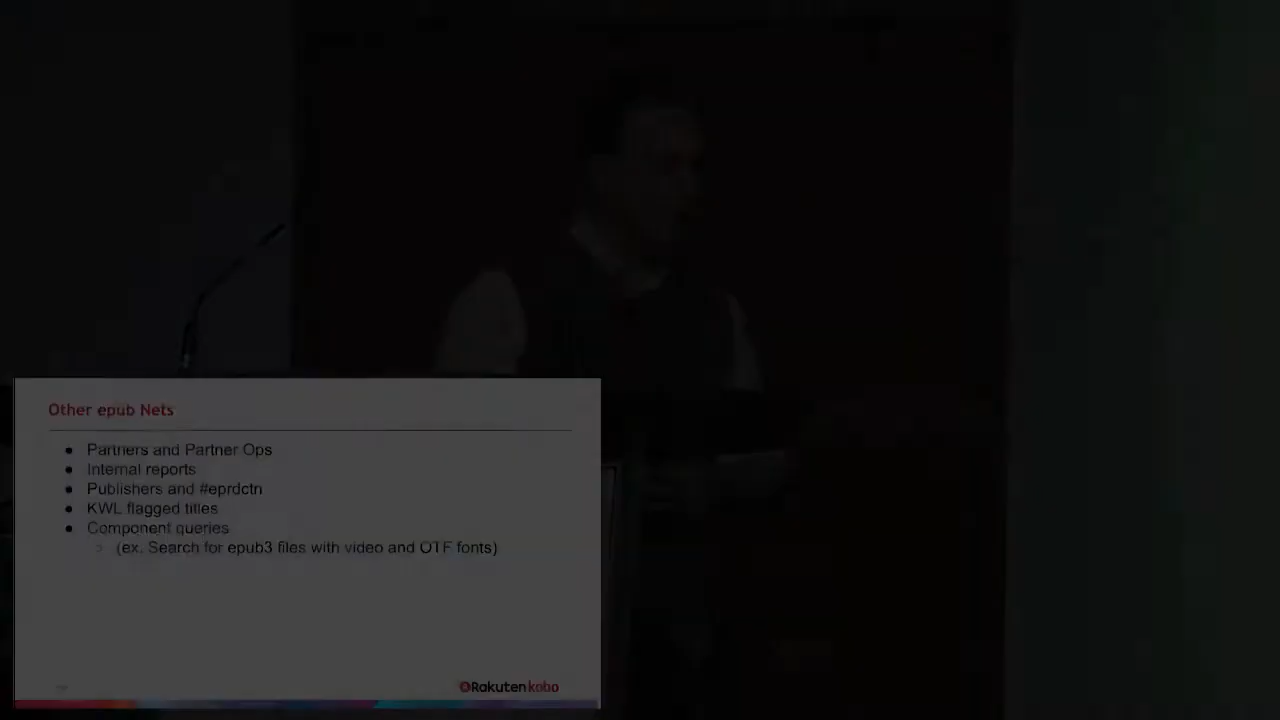 Other epub Nets
● Partners and Partner Ops
● Internal reports
● Publishers and #eprdctn
● KWL flagged titles
● Component queries
○ (ex. Search for epub3 files with video and OTF fonts)
Rakuten kobo